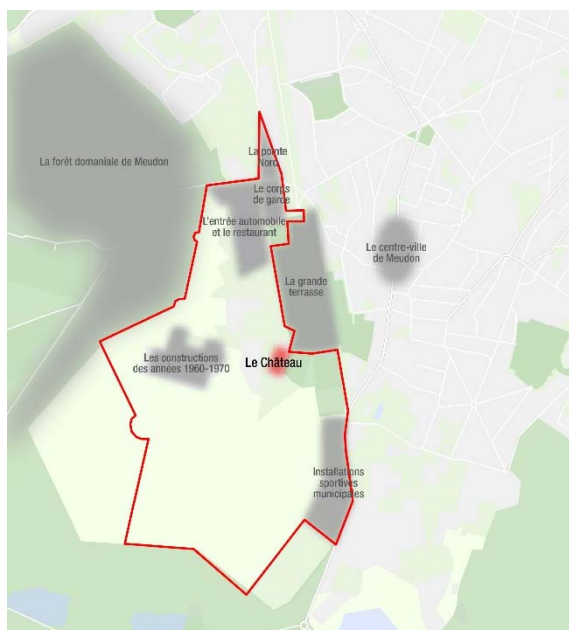 La pointe
Nord
La forêt domaniale de Meudon
Le corps
de garde
L'entrée automobile
et le restaurant
Le centre-ville
de Meudon
La grande
terrasse
Les constructions
des années 1960-1970
Le Château
Installations
sportives
municipales